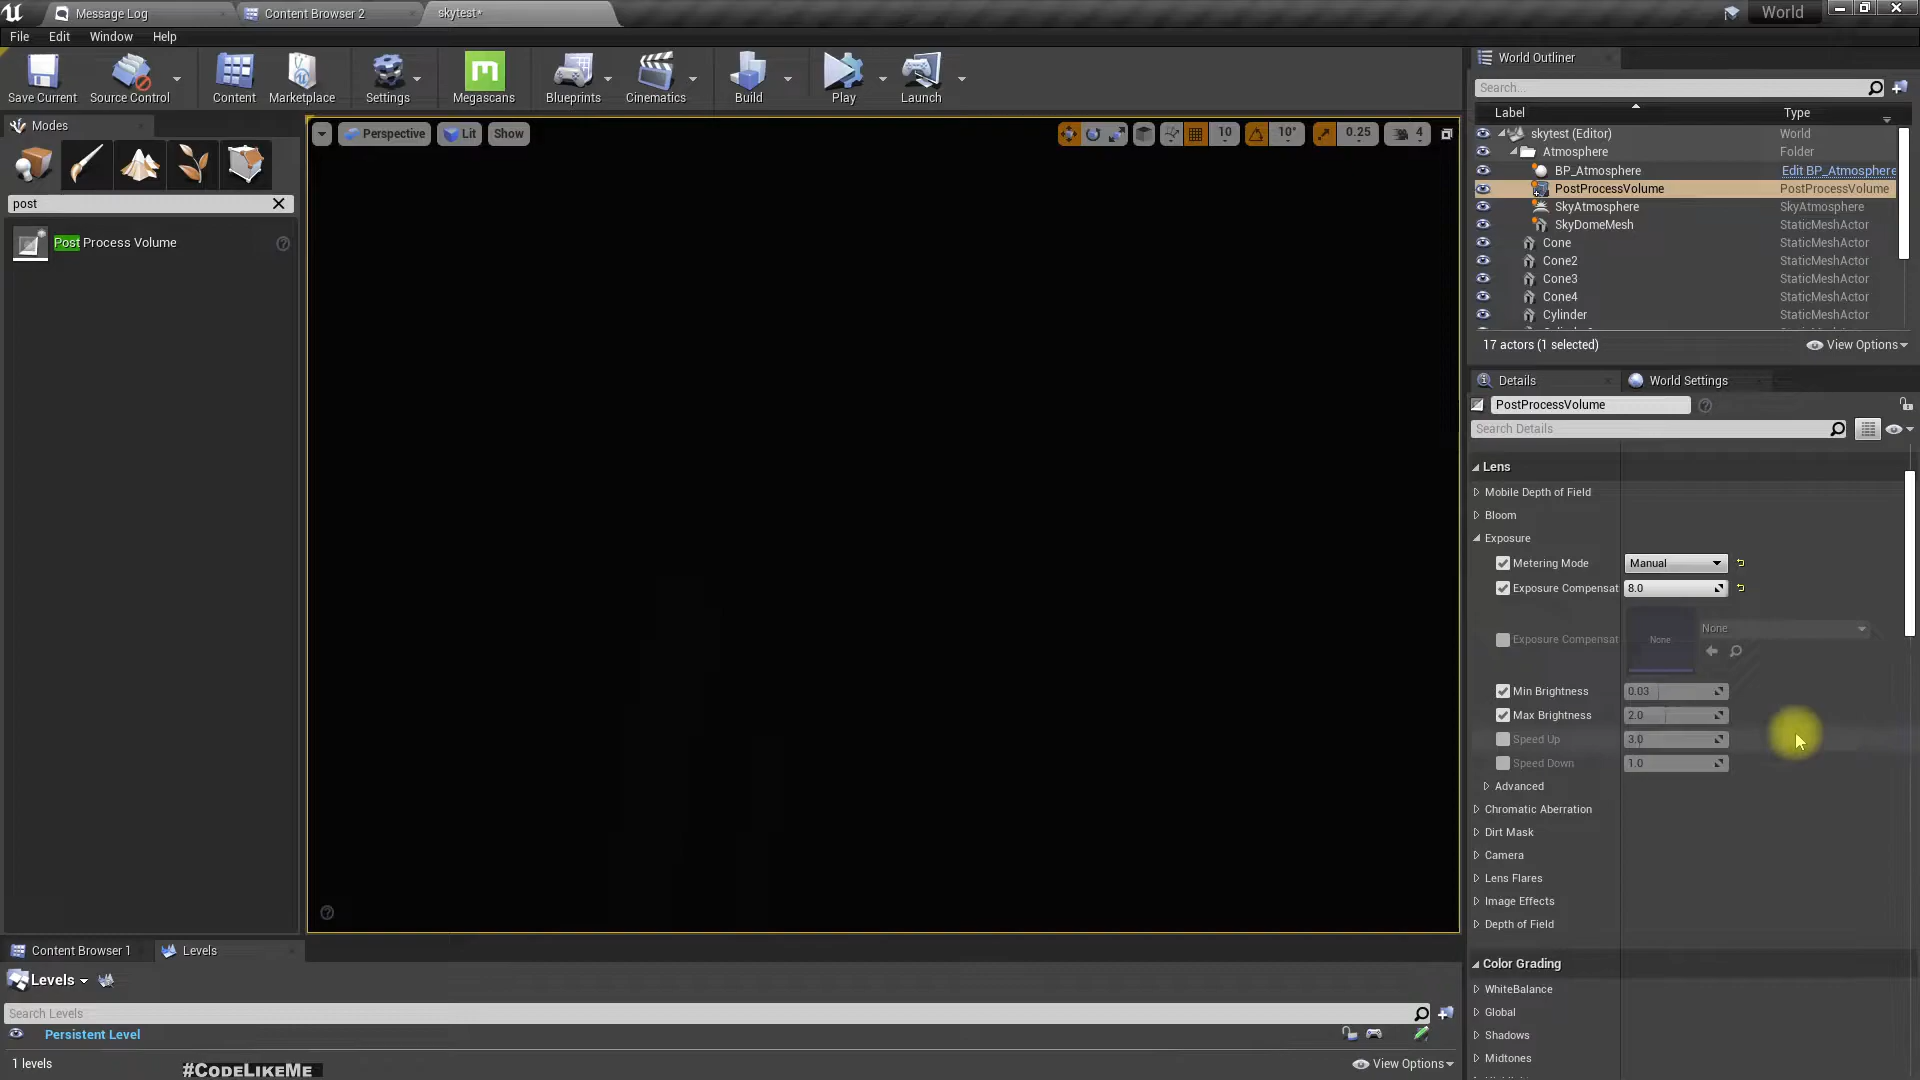 Message Log
Content Browser 2
skytest*
World
File Edit Window Help
Save Current
Source Control
Content
Marketplace
Settings
Megascans
Blueprints
Cinematics
Build
Play
Launch
Modes
post
Post Process Volume
Perspective
Lit
Show
10
10°
0.25
4
World Outliner
Search...
Label Type
skytest (Editor) World
Atmosphere Folder
BP_Atmosphere Edit BP_Atmosphere
PostProcessVolume PostProcessVolume
SkyAtmosphere SkyAtmosphere
SkyDomeMesh StaticMeshActor
Cone StaticMeshActor
Cone2 StaticMeshActor
Cone3 StaticMeshActor
Cone4 StaticMeshActor
Cylinder StaticMeshActor
17 actors (1 selected) View Options
Details
World Settings
PostProcessVolume
Search Details
Lens
Mobile Depth of Field
Bloom
Exposure
Metering Mode Manual
Exposure Compensat 8.0
Exposure Compensat None None
Min Brightness 0.03
Max Brightness 2.0
Speed Up 3.0
Speed Down 1.0
Advanced
Chromatic Aberration
Dirt Mask
Camera
Lens Flares
Image Effects
Depth of Field
Color Grading
WhiteBalance
Global
Shadows
Midtones
Content Browser 1
Levels
Levels
Search Levels
Persistent Level
1 levels
#CODELIKEME
View Options